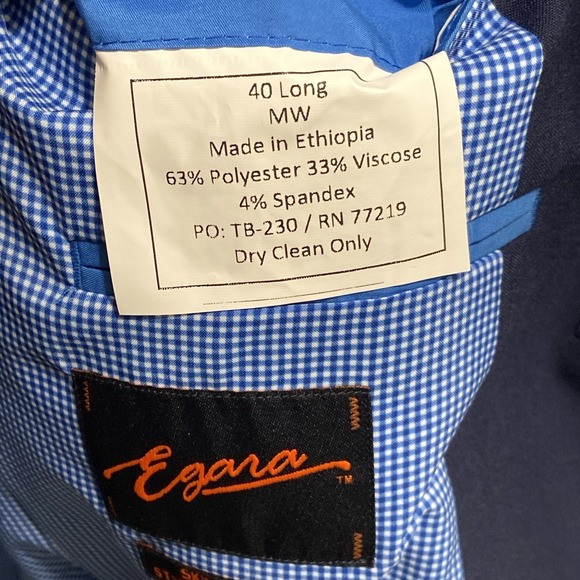 40 Long
MW
Made in Ethiopia
63% Polyester 33% Viscose
4% Spandex
PO: TB-230 / RN 77219
Dry Clean Only
Egara
TM